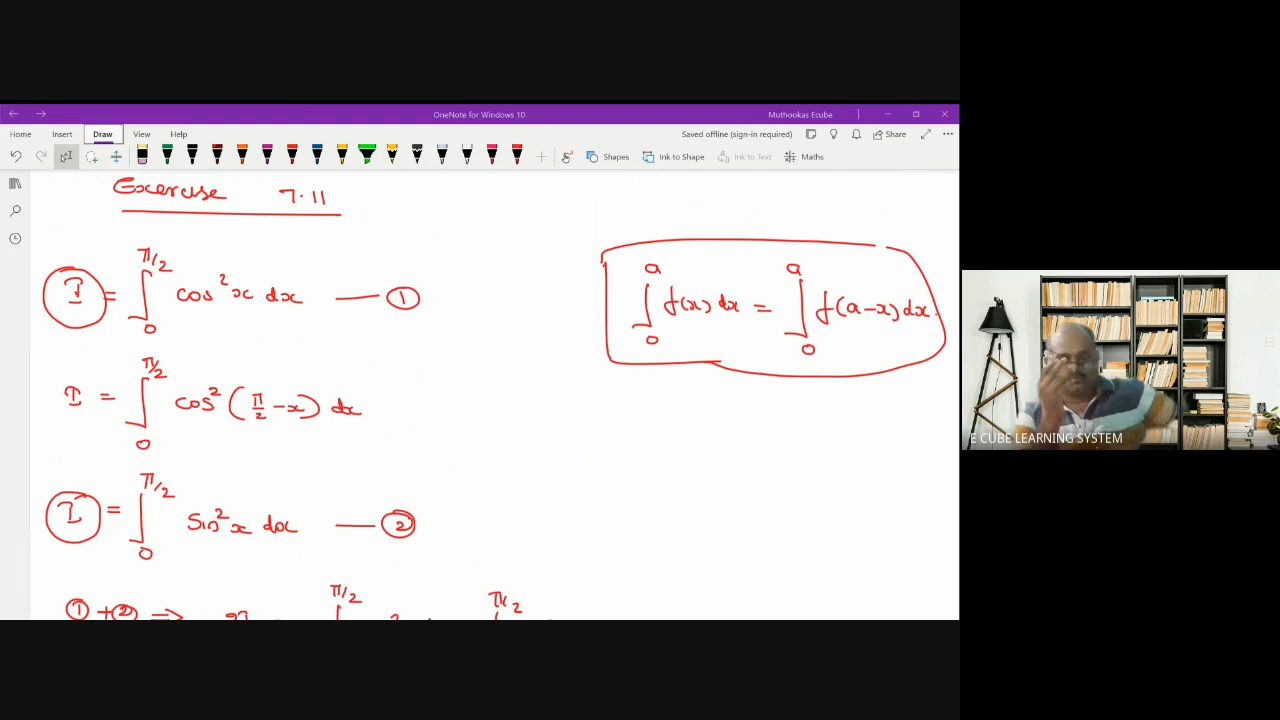 OneNote for Windows 10
Muthookas Ecube
Home Insert Draw View Help
Saved offline (sign-in required)
Share
Shapes Ink to Shape Ink to Text Maths
Exercise 7.11
I = ∫₀^{π/2} cos²x dx —— ①
∫₀^a f(x) dx = ∫₀^a f(a-x) dx.
I = ∫₀^{π/2} cos² (π/2 - x) dx
I = ∫₀^{π/2} Sin²x dx —— ②
① + ② ⇒
π/2 π/2
E CUBE LEARNING SYSTEM